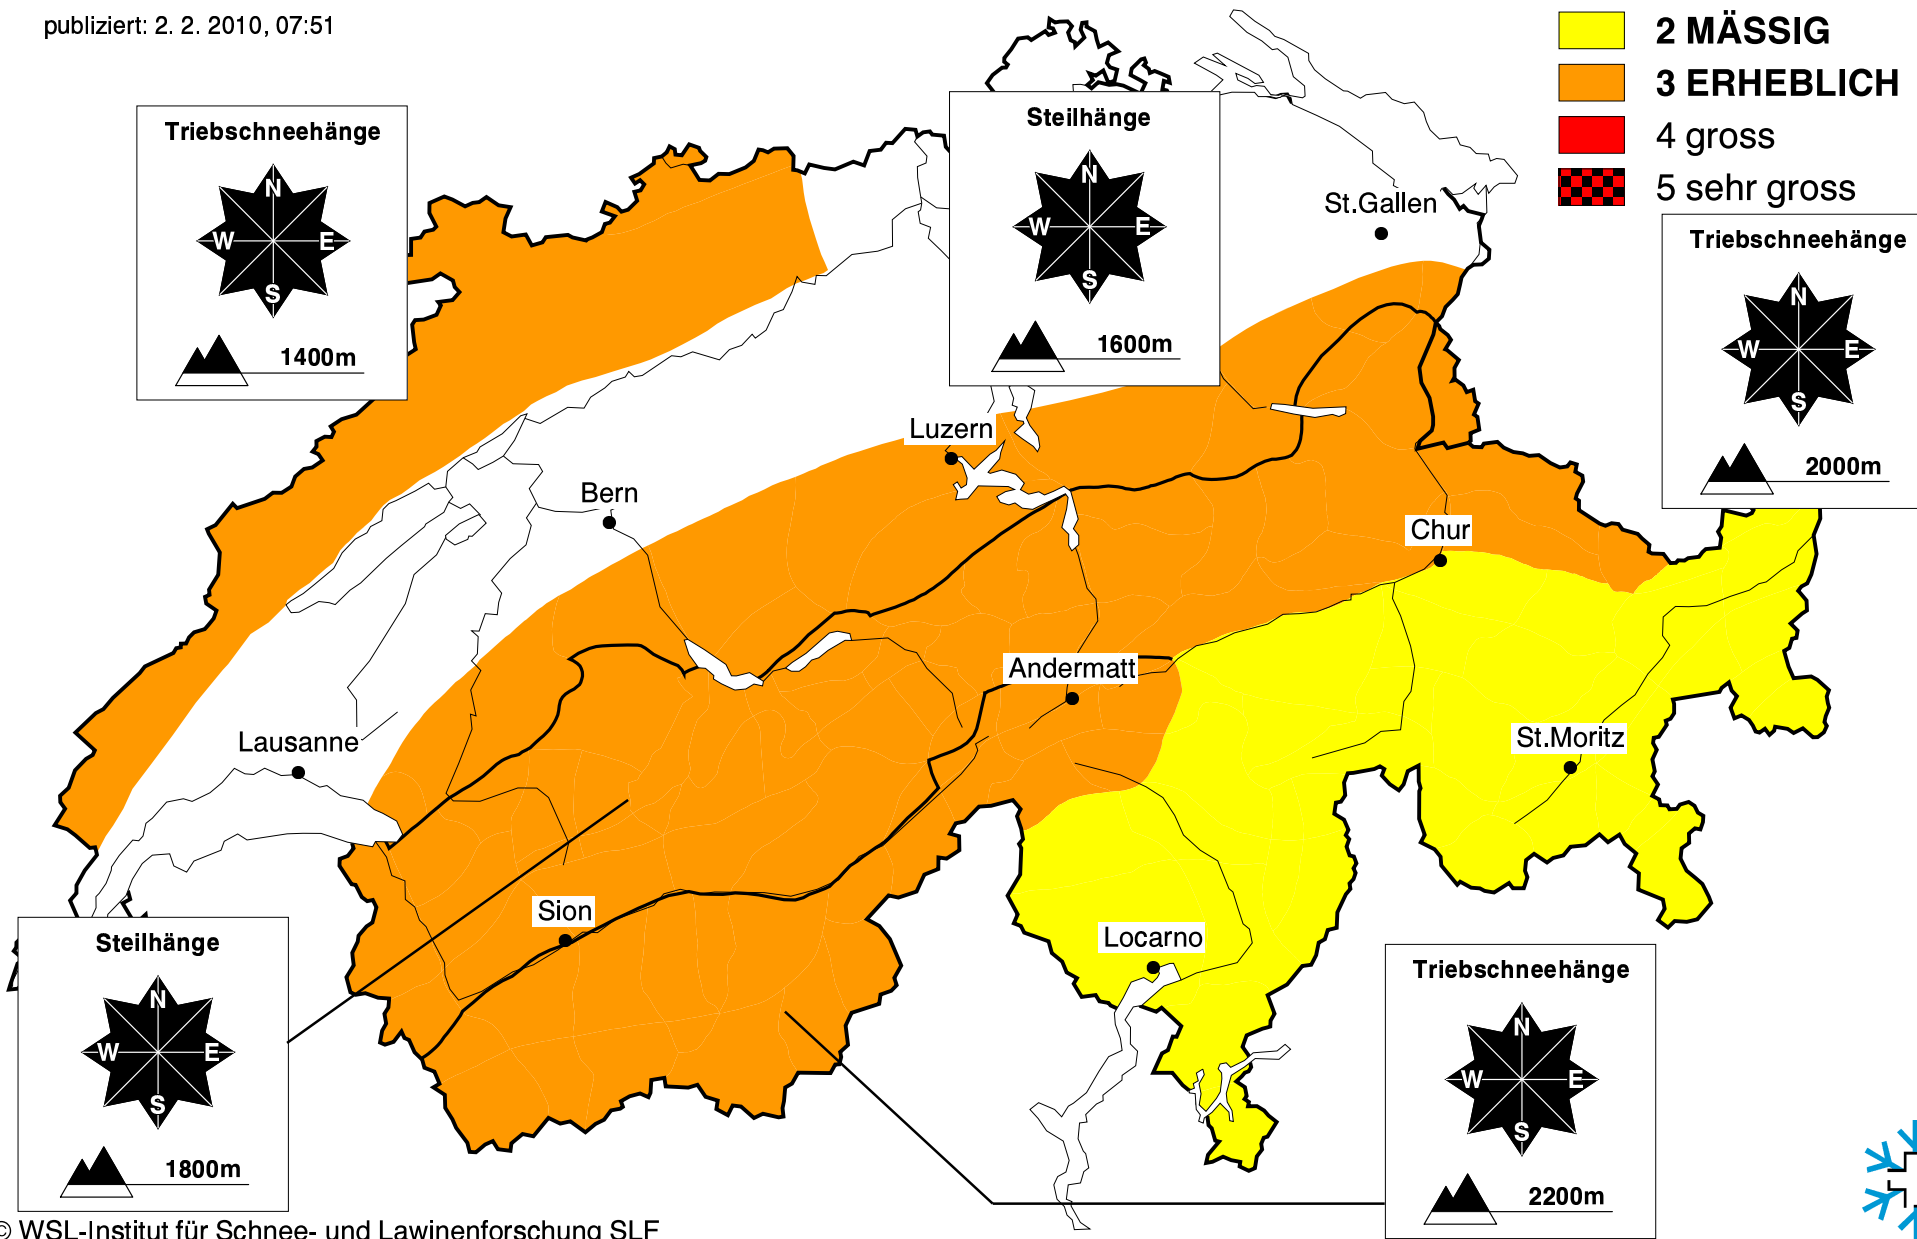 publiziert: 2. 2. 2010, 07:51
2 MÄSSIG
3 ERHEBLICH
4 gross
5 sehr gross
Triebschneehänge
N
W E
S
1400m
Steilhänge
N
W E
S
1600m
St.Gallen
Triebschneehänge
N
W E
S
2000m
Luzern
Bern
Chur
Andermatt
Lausanne
St.Moritz
Sion
Locarno
Steilhänge
N
W E
S
1800m
Triebschneehänge
N
W E
S
2200m
© WSL-Institut für Schnee- und Lawinenforschung SLF